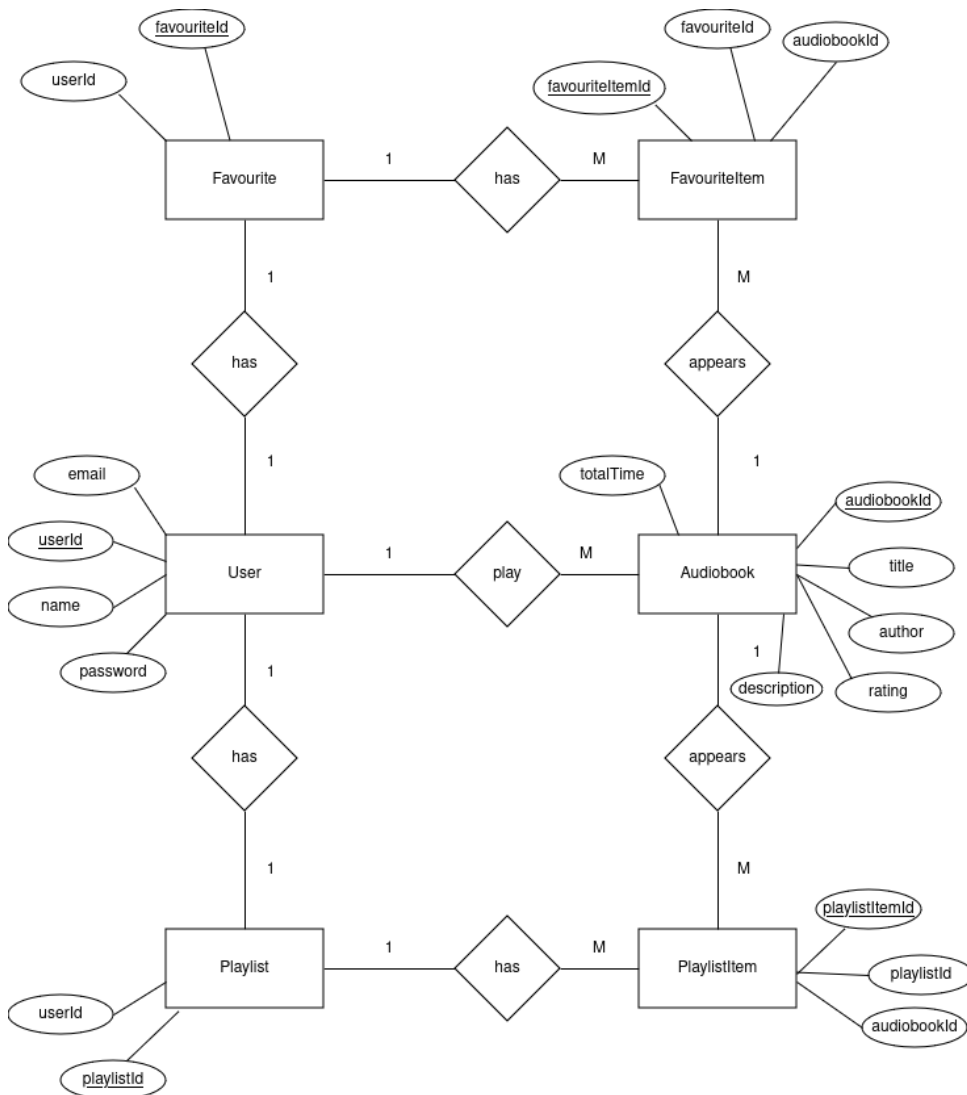 favouriteId
favouriteId
audiobookId
userId
favouriteItemId
Favourite
1
has
M
FavouriteItem
1
M
has
appears
1
1
email
totalTime
audiobookId
userId
User
1
play
M
Audiobook
title
name
author
password
1
1
description
rating
has
appears
1
M
playlistItemId
Playlist
1
has
M
PlaylistItem
playlistId
userId
audiobookId
playlistId